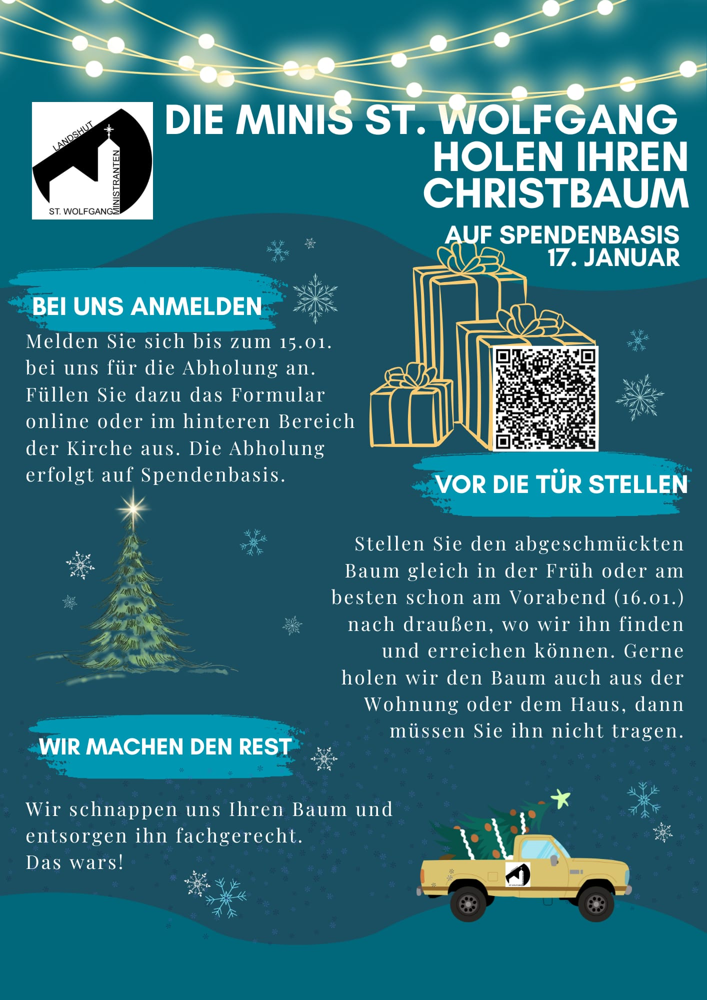 LANDSHUT
MINISTRANTEN
ST. WOLFGANG
DIE MINIS ST. WOLFGANG
HOLEN IHREN
CHRISTBAUM
AUF SPENDENBASIS
17. JANUAR
BEI UNS ANMELDEN
Melden Sie sich bis zum 15.01.
bei uns für die Abholung an.
Füllen Sie dazu das Formular
online oder im hinteren Bereich
der Kirche aus. Die Abholung
erfolgt auf Spendenbasis.
VOR DIE TÜR STELLEN
Stellen Sie den abgeschmückten
Baum gleich in der Früh oder am
besten schon am Vorabend (16.01.)
nach draußen, wo wir ihn finden
und erreichen können. Gerne
holen wir den Baum auch aus der
Wohnung oder dem Haus, dann
müssen Sie ihn nicht tragen.
WIR MACHEN DEN REST
Wir schnappen uns Ihren Baum und
entsorgen ihn fachgerecht.
Das wars!